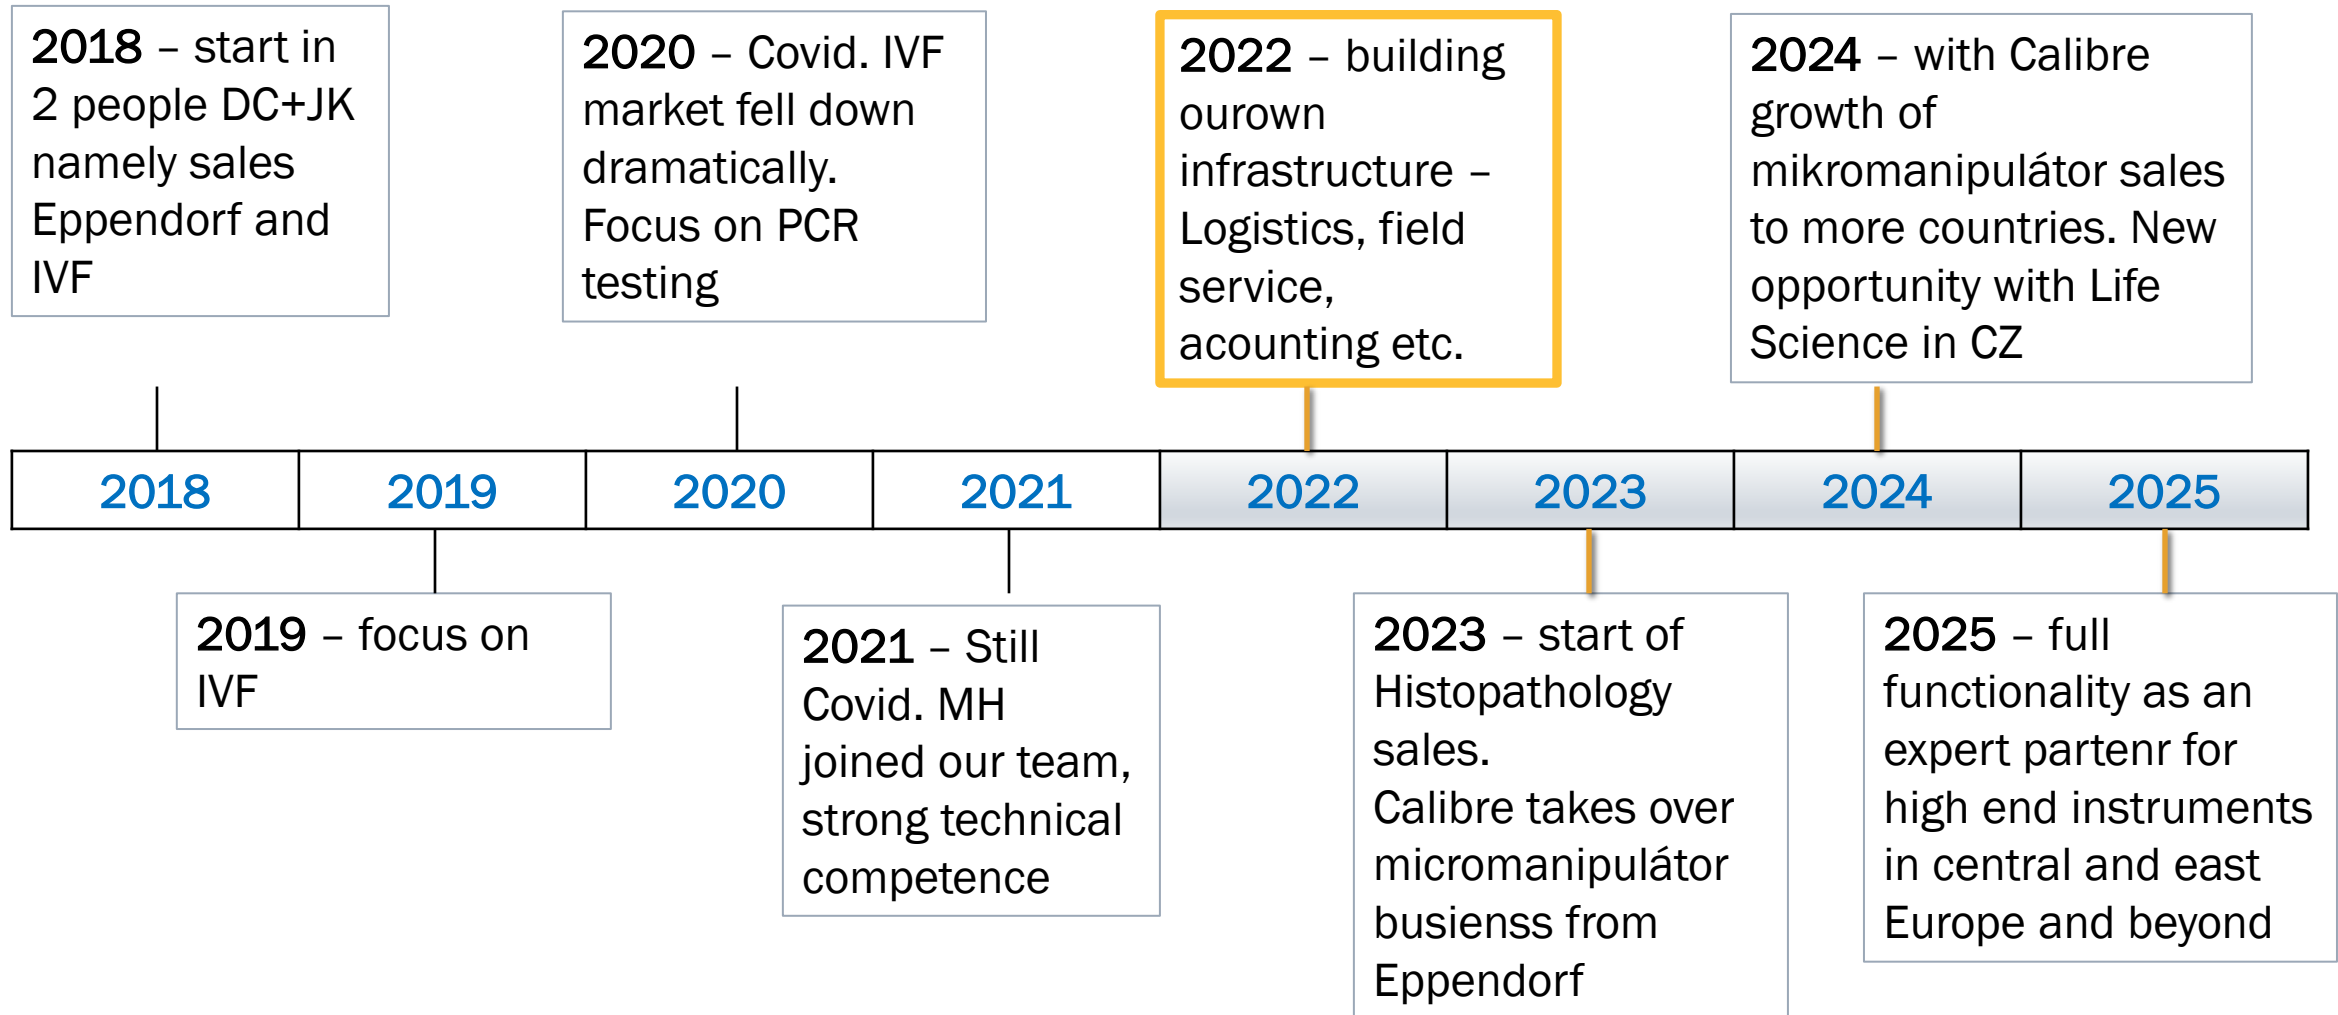 2018 – start in
2 people DC+JK
namely sales
Eppendorf and
IVF
2020 – Covid. IVF
market fell down
dramatically.
Focus on PCR
testing
2022 – building
ourown
infrastructure –
Logistics, field
service,
acounting etc.
2024 – with Calibre
growth of
mikromanipulátor sales
to more countries. New
opportunity with Life
Science in CZ
2018
2019
2020
2021
2022
2023
2024
2025
2019 – focus on
IVF
2021 – Still
Covid. MH
joined our team,
strong technical
competence
2023 – start of
Histopathology
sales.
Calibre takes over
micromanipulátor
busienss from
Eppendorf
2025 – full
functionality as an
expert partenr for
high end instruments
in central and east
Europe and beyond